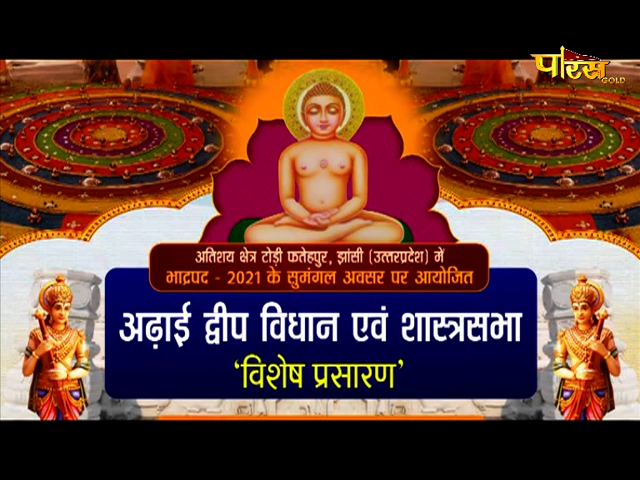 पारस
GOLD
अतिशय क्षेत्र टोड़ी फतेहपुर, झांसी (उत्तरप्रदेश) में
भाद्रपद - 2021 के सुमंगल अवसर पर आयोजित
अढ़ाई द्वीप विधान एवं शास्त्रसभा
‘विशेष प्रसारण’